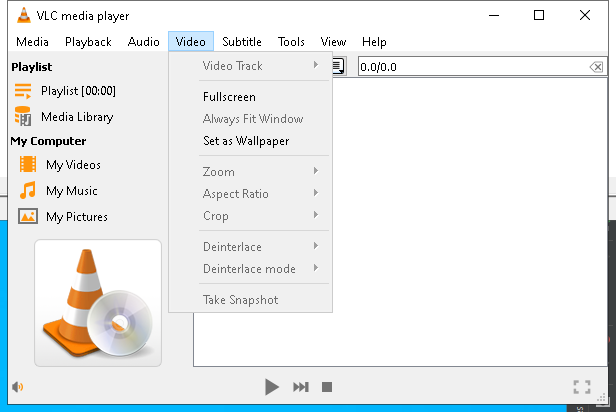 VLC media player
Media Playback Audio Video Subtitle Tools View Help
Playlist
Playlist [00:00]
Media Library
My Computer
My Videos
My Music
My Pictures
Video Track
Fullscreen
Always Fit Window
Set as Wallpaper
Zoom
Aspect Ratio
Crop
Deinterlace
Deinterlace mode
Take Snapshot
0.0/0.0